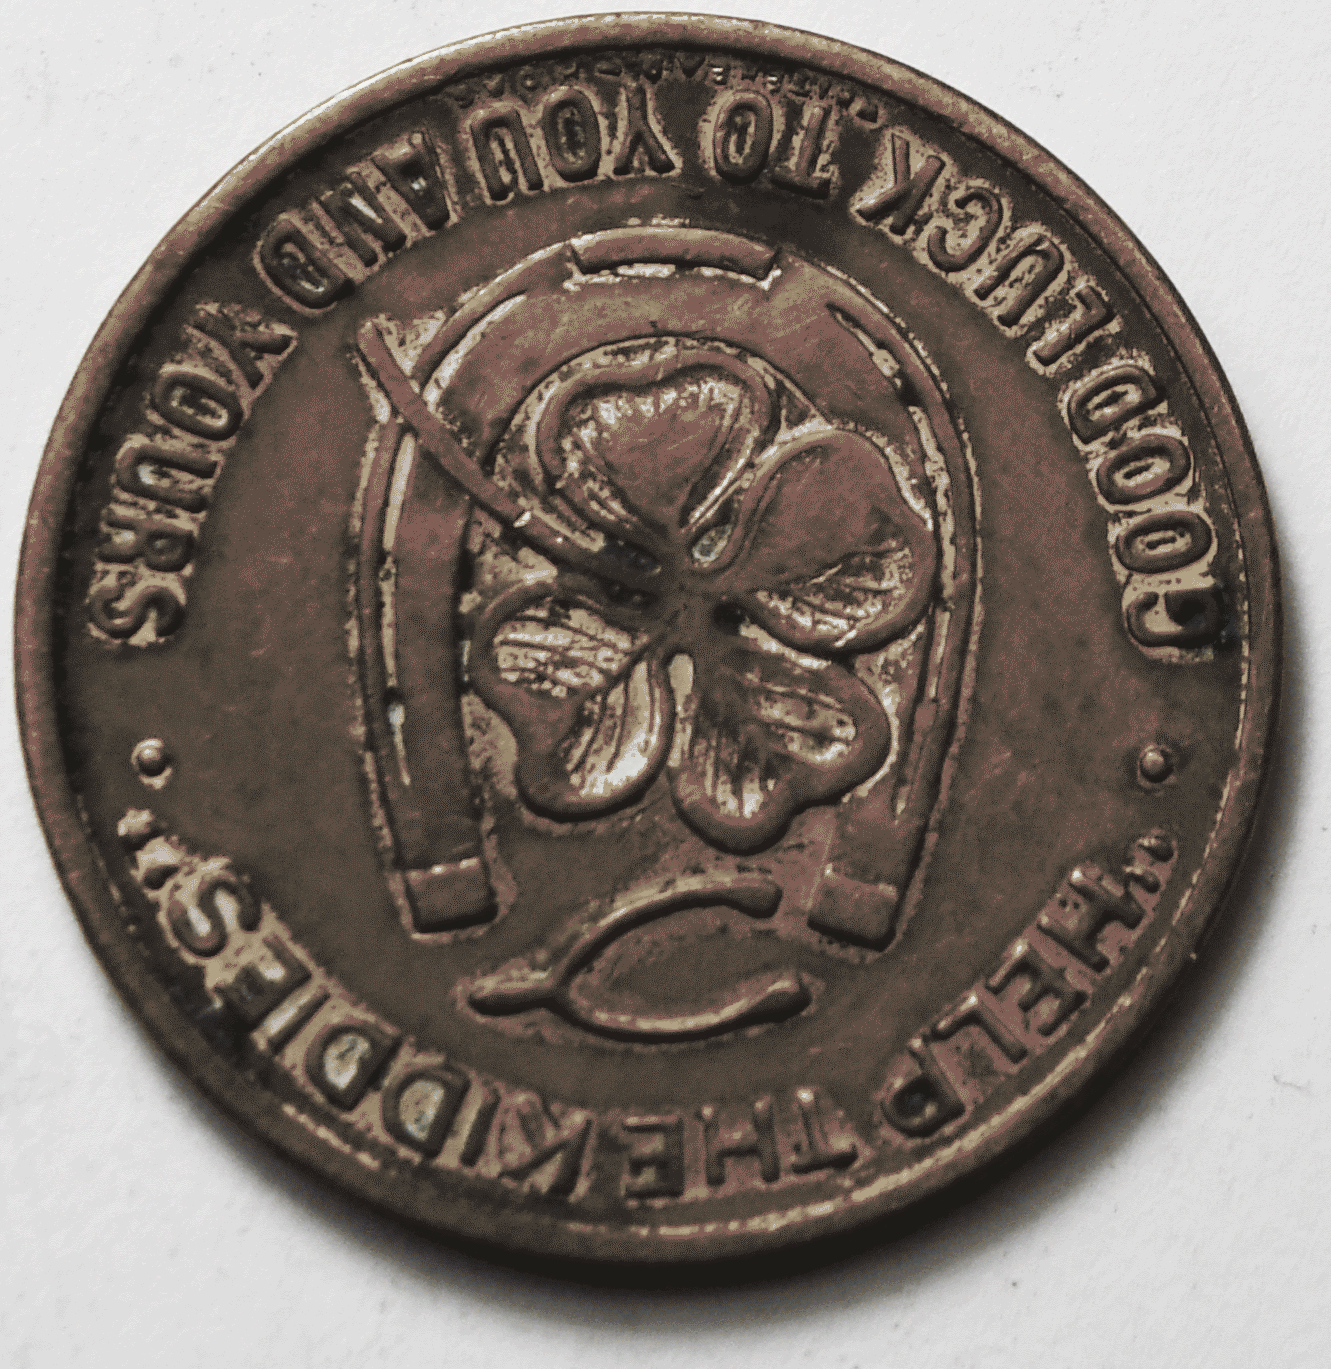 "HELP THE KIDDIES"
GOOD LUCK TO YOU AND YOURS